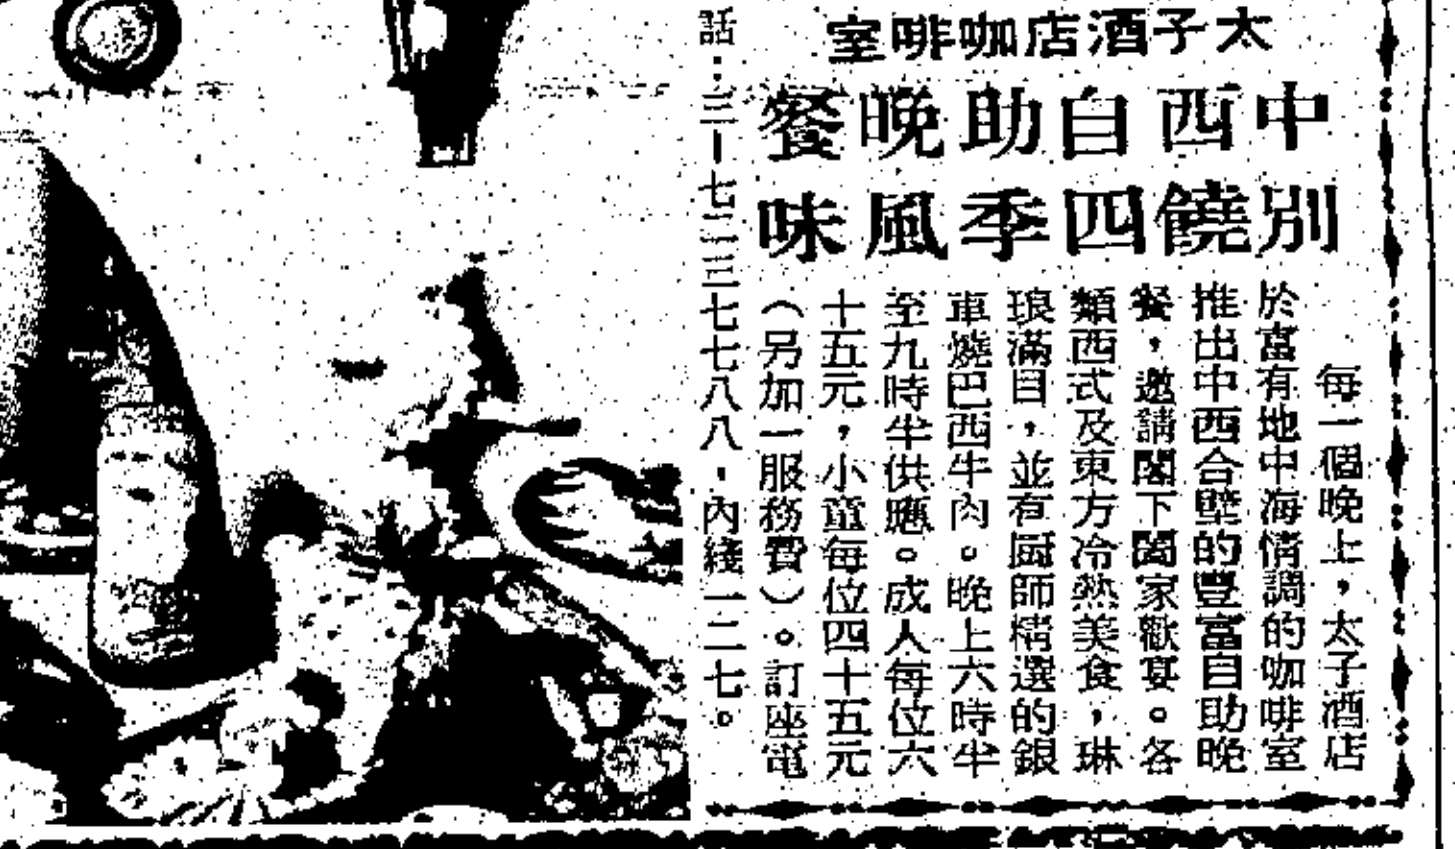 太子酒店咖啡室
中西自助晚餐
別饒四季風味
每一個晚上，太子酒店
於富有地中海情調的咖啡室
推出中西合壁的豐富自助晚
餐，邀請閣下闔家歡宴。各
類西式及東方冷熱美食，琳
琅滿目，並有厨師精選的銀
車燒巴西牛肉。晚上六時半
至九時半供應。成人每位六
十五元，小童每位四十五元
（另加一服務費）。訂座電
話：三－七二三七七八八，內綫一二七。